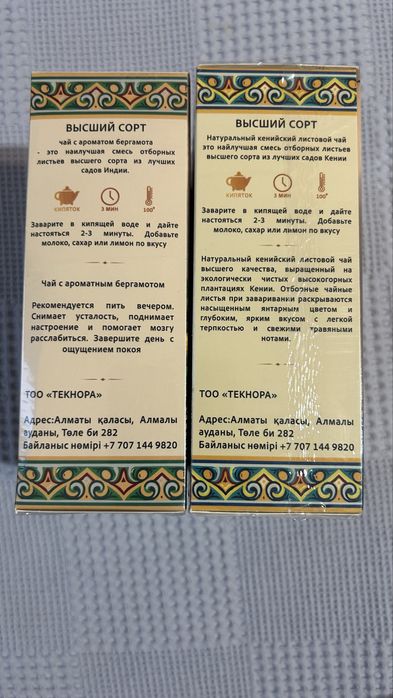 ВЫСШИЙ СОРТ
чай с ароматом бергамота
- это наилучшая смесь отборных
листьев высшего сорта из лучших
садов Индии.
КИПЯТОК 3 МИН 100°
Заварите в кипящей воде и дайте
настояться 2-3 минуты. Добавьте
молоко, сахар или лимон по вкусу
Чай с ароматным бергамотом
Рекомендуется пить вечером.
Снимает усталость, поднимает
настроение и помогает мозгу
расслабиться. Завершите день с
ощущением покоя
ТОО «ТЕКНОРА»
Адрес:Алматы қаласы, Алмалы
ауданы, Төле би 282
Байланыс нөмірі +7 707 144 9820
ВЫСШИЙ СОРТ
Натуральный кенийский листовой чай
это наилучшая смесь отборных листьев
высшего сорта из лучших садов Кении
КИПЯТОК 3 МИН 100°
Заварите в кипящей воде и дайте
настояться 2-3 минуты. Добавьте
молоко, сахар или лимон по вкусу
Натуральный кенийский листовой чай
высшего качества, выращенный на
экологически чистых высокогорных
плантациях Кении. Отборные чайные
листья при заваривании раскрываются
насыщенным янтарным цветом и
глубоким, ярким вкусом с легкой
терпкостью и свежими травяными
нотами.
ТОО «ТЕКНОРА»
Адрес:Алматы қаласы, Алмалы
ауданы, Төле би 282
Байланыс нөмірі +7 707 144 9820